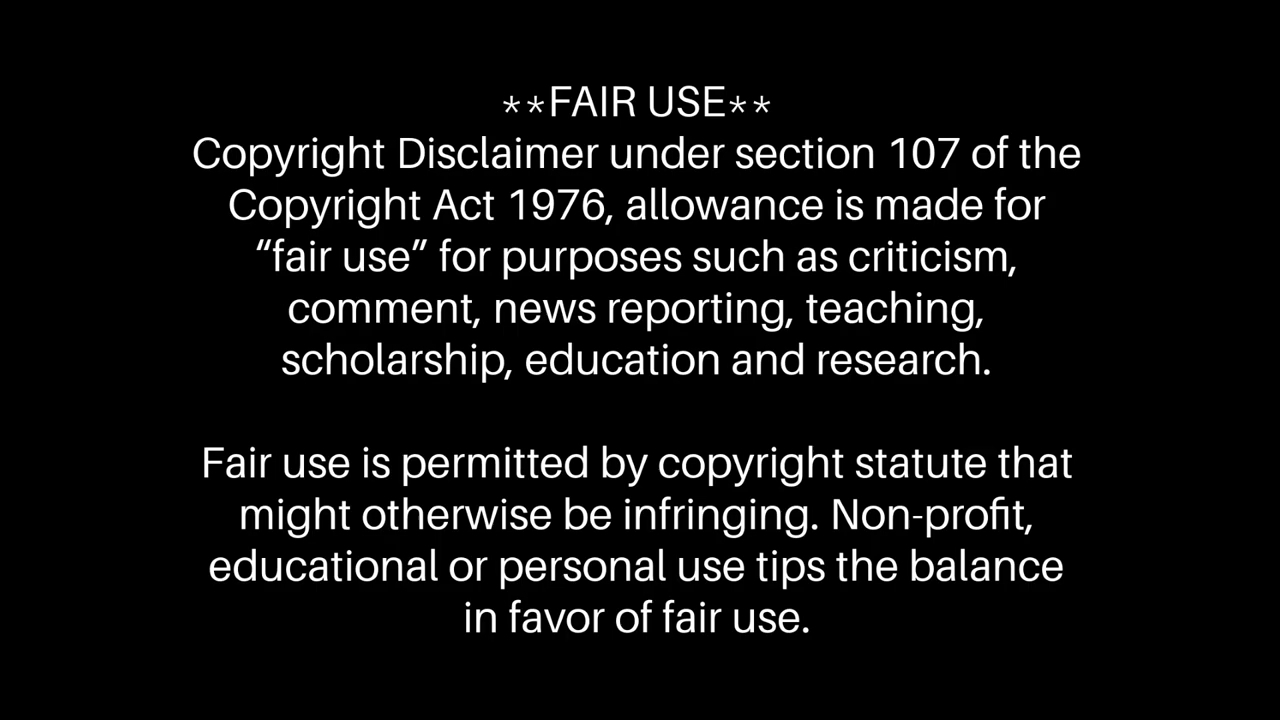 **FAIR USE**
Copyright Disclaimer under section 107 of the
Copyright Act 1976, allowance is made for
“fair use” for purposes such as criticism,
comment, news reporting, teaching,
scholarship, education and research.
Fair use is permitted by copyright statute that
might otherwise be infringing. Non-profit,
educational or personal use tips the balance
in favor of fair use.